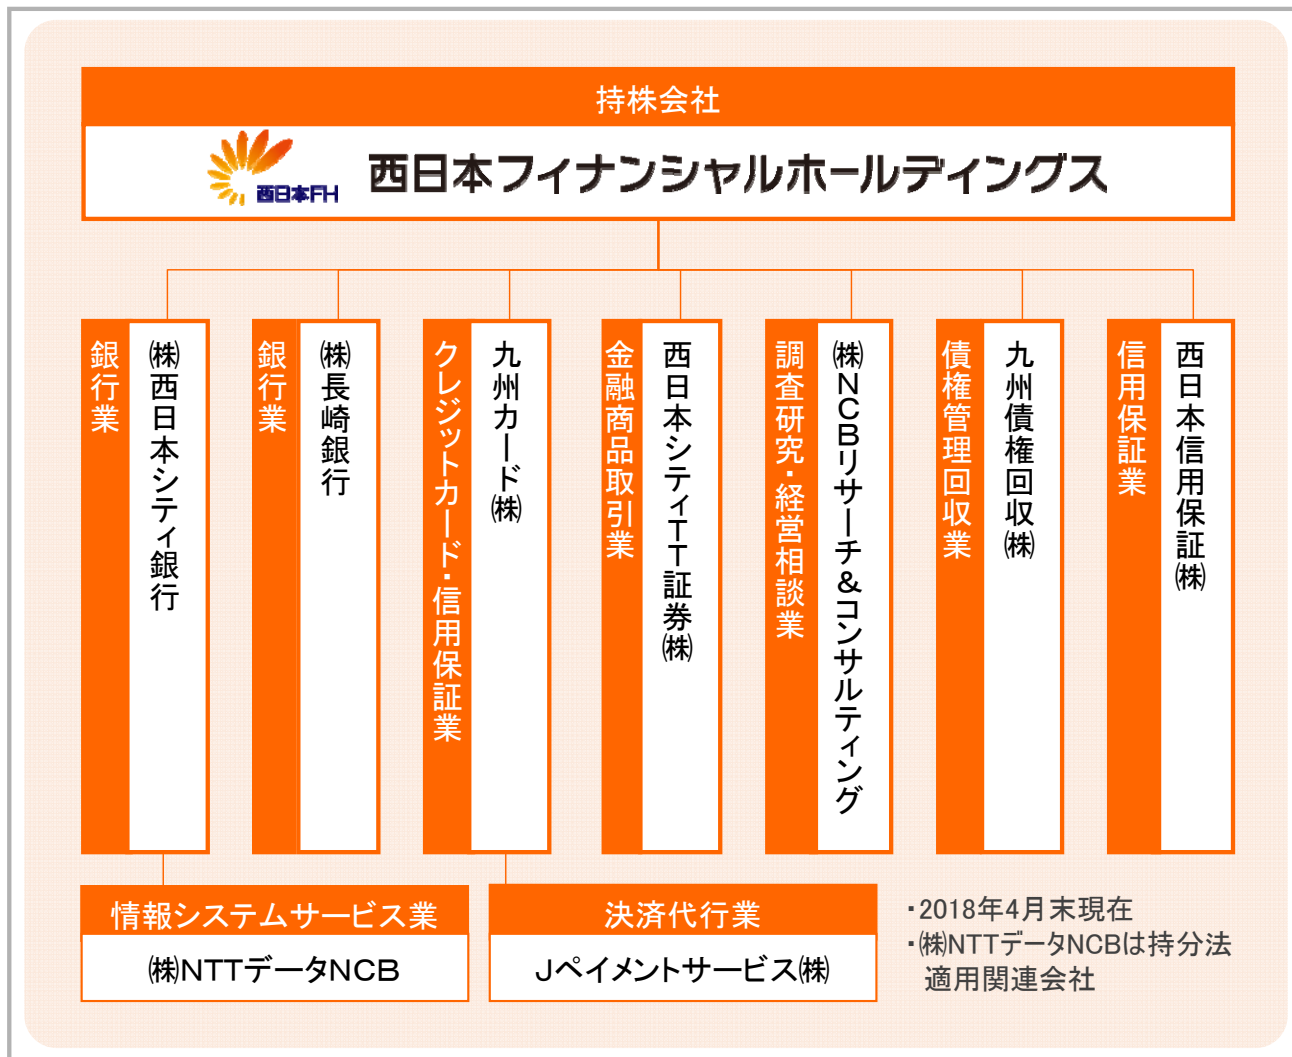 持株会社
西日本FH
西日本フィナンシャルホールディングス
銀行業
㈱西日本シティ銀行
銀行業
㈱長崎銀行
クレジットカード・信用保証業
九州カード㈱
金融商品取引業
西日本シティTT証券㈱
調査研究・経営相談業
㈱NCBリサーチ&コンサルティング
債権管理回収業
九州債権回収㈱
信用保証業
西日本信用保証㈱
情報システムサービス業
㈱NTTデータNCB
決済代行業
Jペイメントサービス㈱
・2018年4月末現在
・㈱NTTデータNCBは持分法
適用関連会社